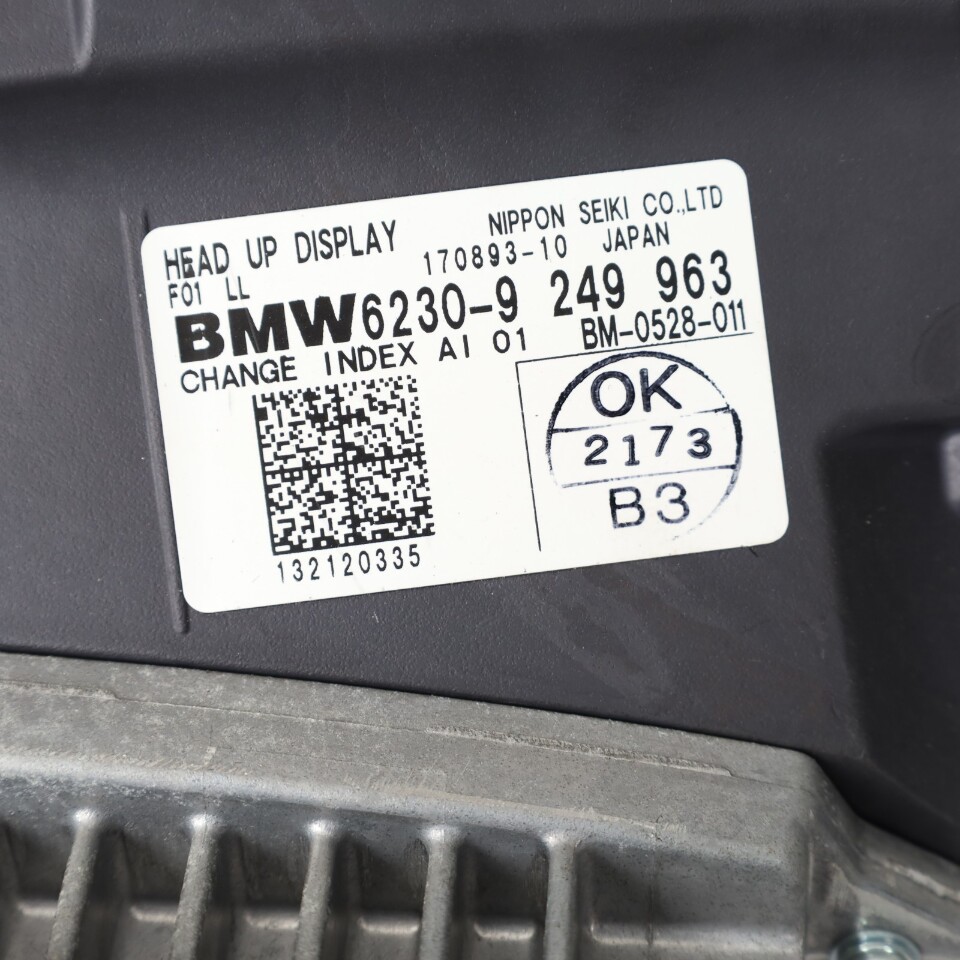 HEAD UP DISPLAY NIPPON SEIKI CO.,LTD
F01 LL 170893-10 JAPAN
BMW 6230-9 249 963
CHANGE INDEX AI 01 BM-0528-011
OK
2173
B3
132120335